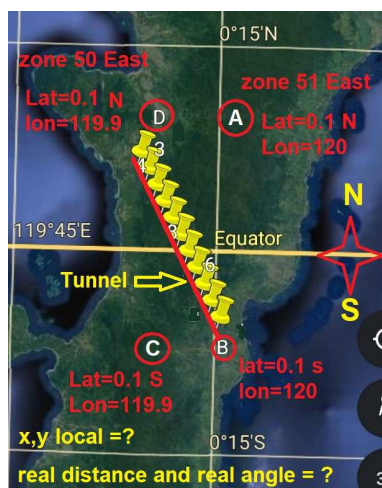 0°15'N
zone 50 East
zone 51 East
Lat=0.1 N
lon=119.9
D
A
Lat=0.1 N
Lon=120
3
4
N
119°45'E
8
Equator
6
Tunnel
S
C
B
Lat=0.1 S
Lon=119.9
lat=0.1 s
lon=120
x,y local =?
0°15'S
real distance and real angle = ?